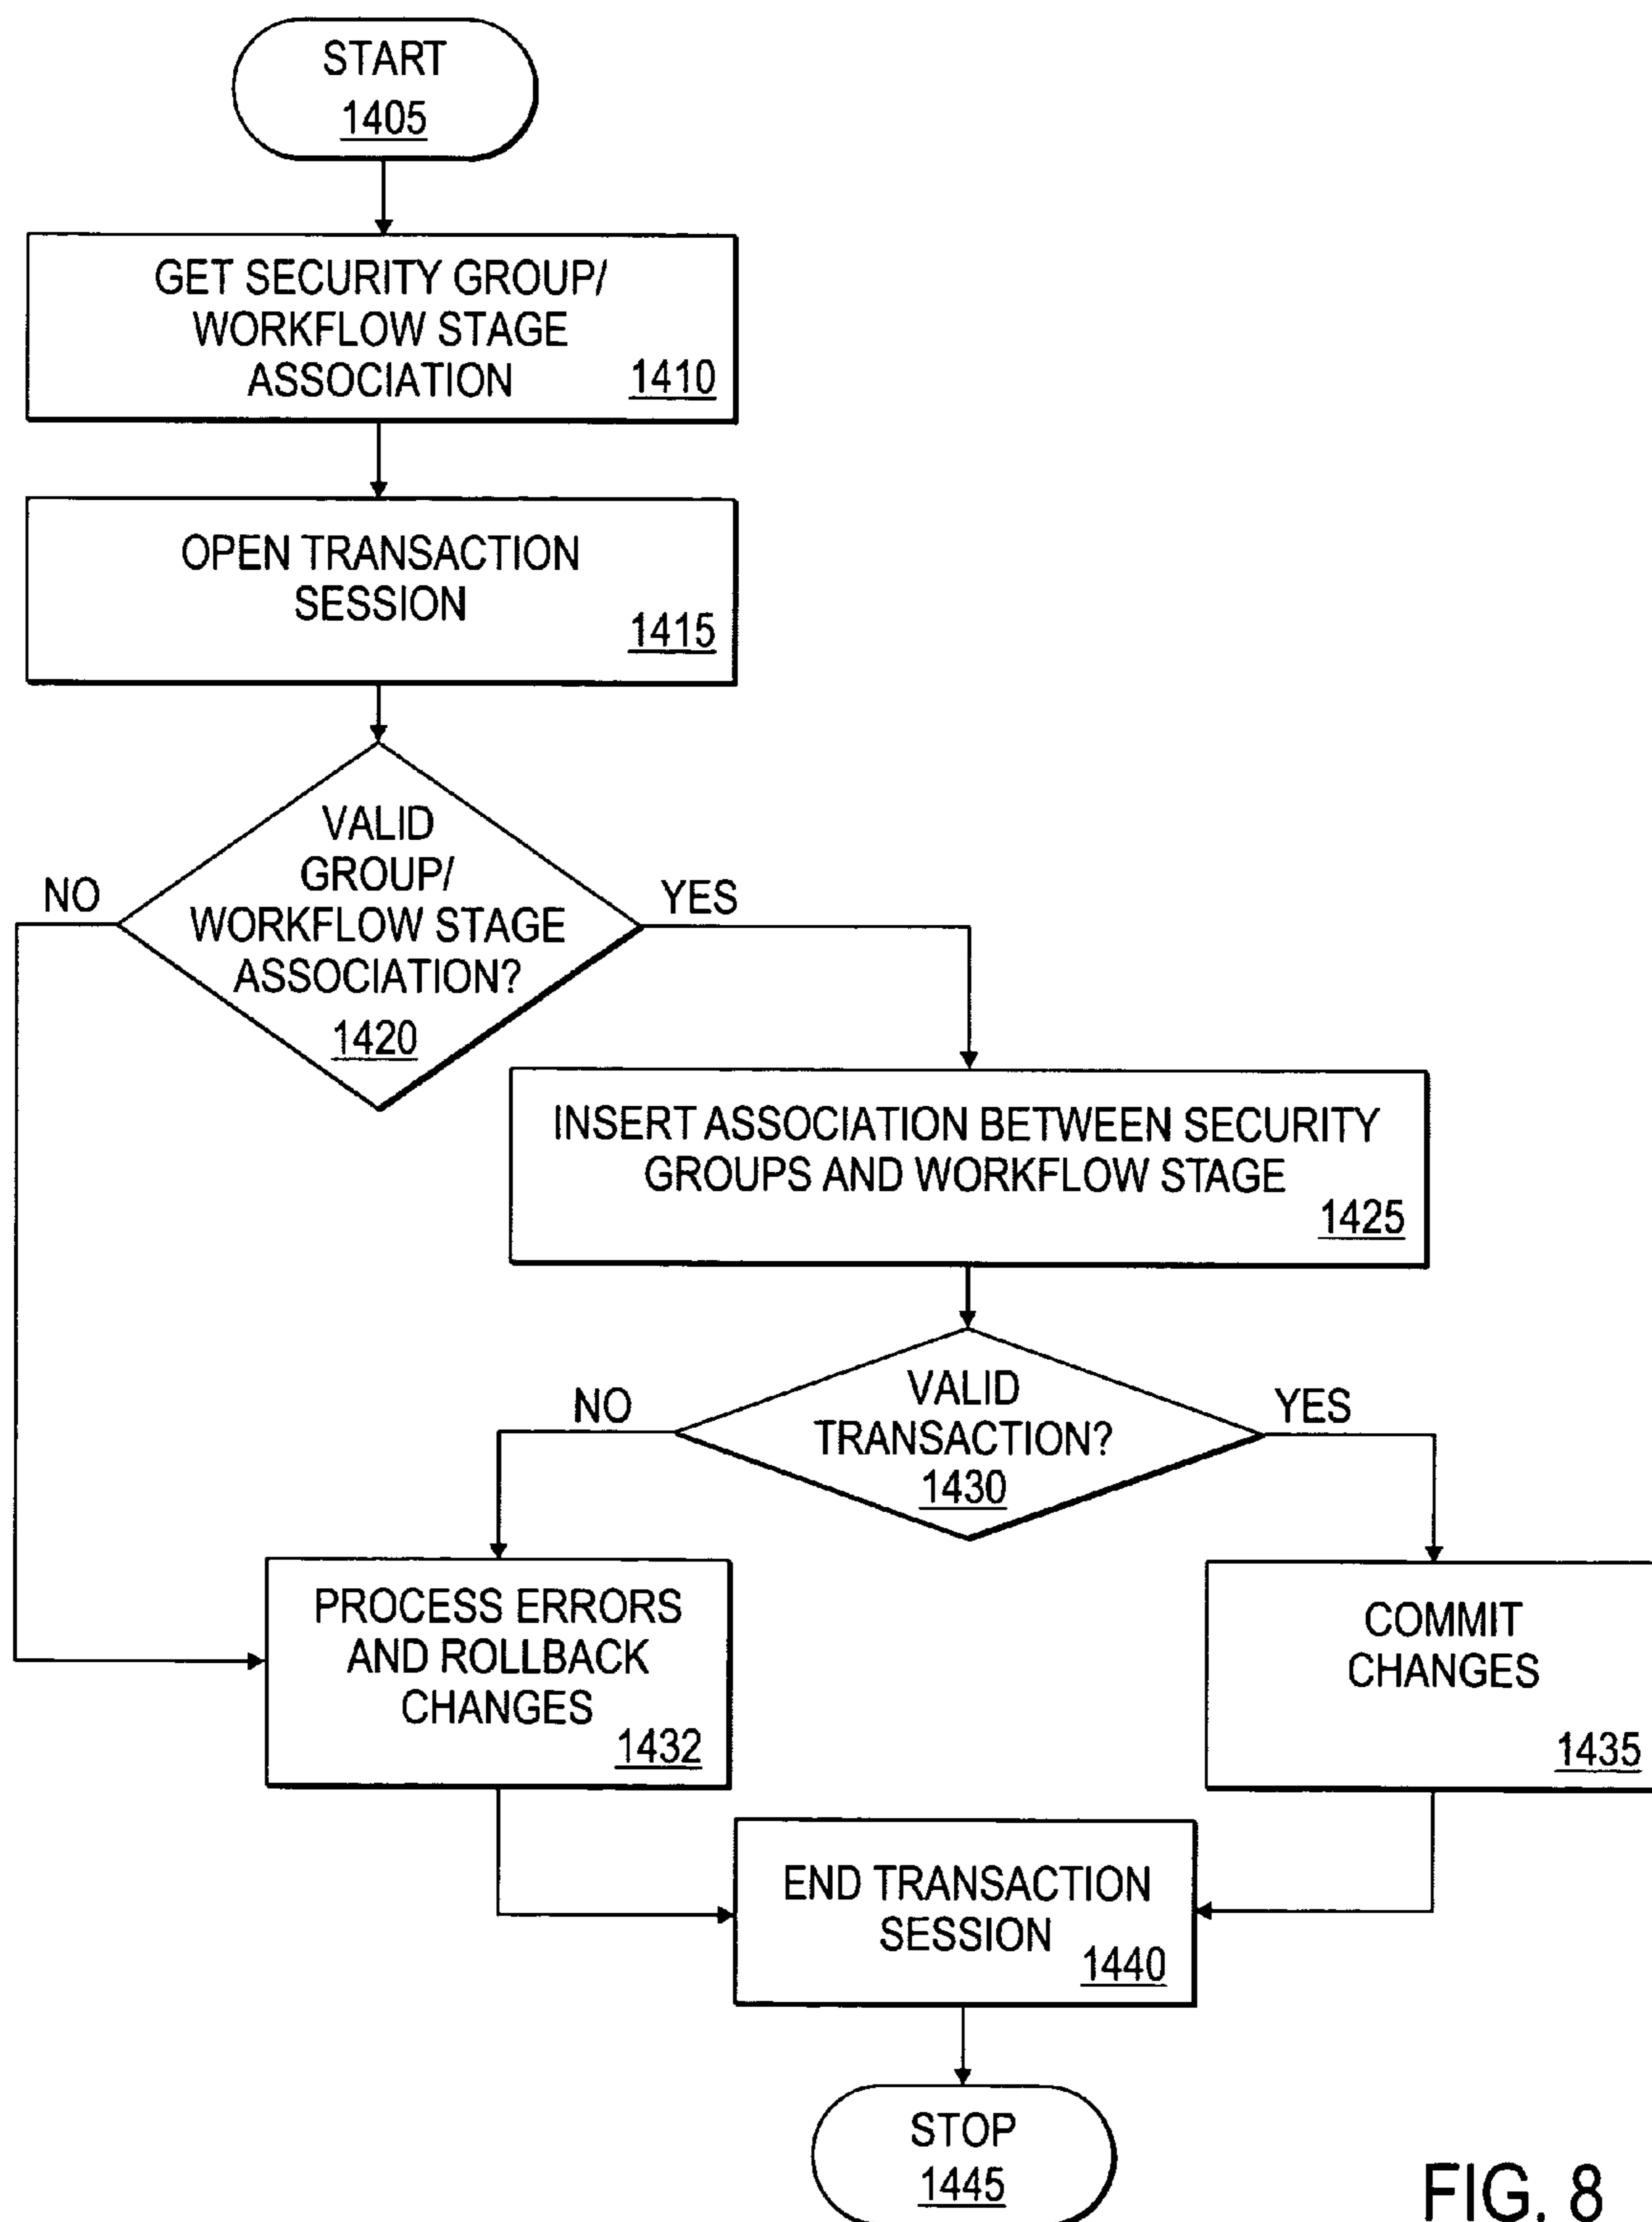 START
1405
GET SECURITY GROUP/
WORKFLOW STAGE
ASSOCIATION
1410
OPEN TRANSACTION
SESSION
1415
VALID
GROUP/
WORKFLOW STAGE
ASSOCIATION?
1420
NO
YES
INSERT ASSOCIATION BETWEEN SECURITY
GROUPS AND WORKFLOW STAGE
1425
VALID
TRANSACTION?
1430
NO
YES
PROCESS ERRORS
AND ROLLBACK
CHANGES
1432
COMMIT
CHANGES
1435
END TRANSACTION
SESSION
1440
STOP
1445
FIG. 8